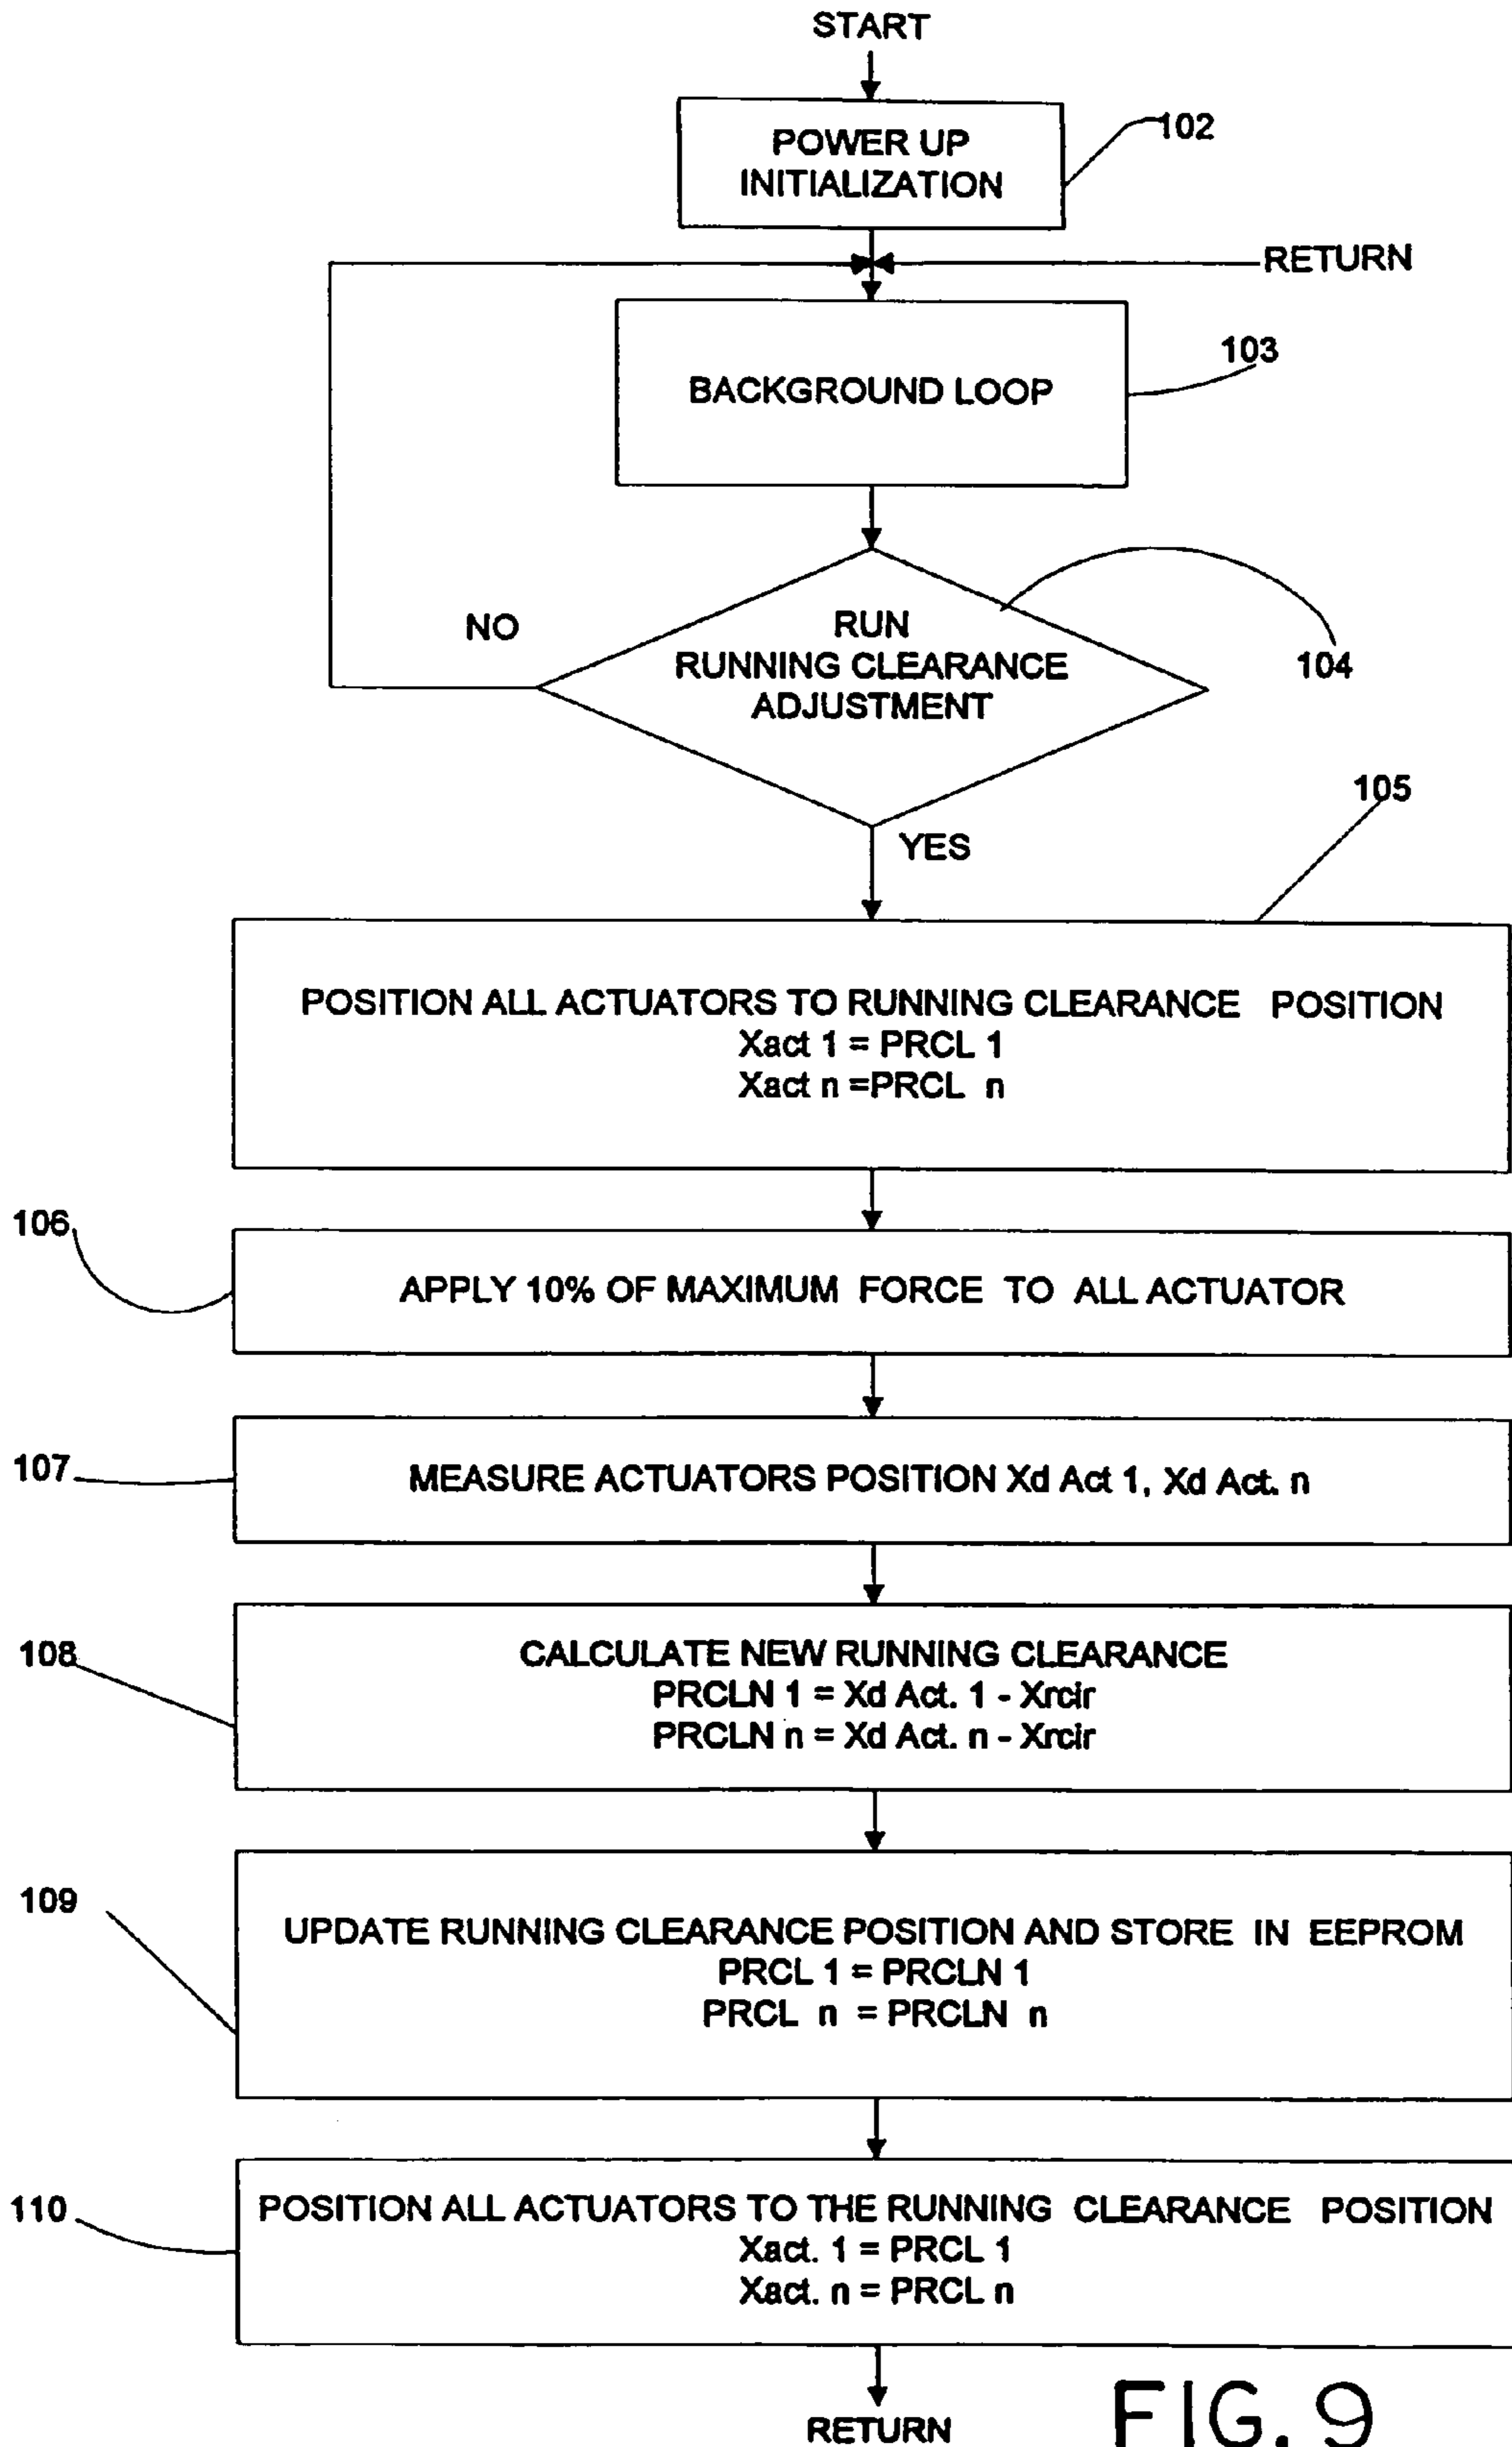 START
POWER UP
INITIALIZATION
102
RETURN
BACKGROUND LOOP
103
NO
RUN
RUNNING CLEARANCE
ADJUSTMENT
104
YES
105
POSITION ALL ACTUATORS TO RUNNING CLEARANCE POSITION
Xact 1 = PRCL 1
Xact n =PRCL n
106
APPLY 10% OF MAXIMUM FORCE TO ALL ACTUATOR
107
MEASURE ACTUATORS POSITION Xd Act 1, Xd Act. n
108
CALCULATE NEW RUNNING CLEARANCE
PRCLN 1 = Xd Act. 1 - Xrclr
PRCLN n = Xd Act. n - Xrclr
109
UPDATE RUNNING CLEARANCE POSITION AND STORE IN EEPROM
PRCL 1 = PRCLN 1
PRCL n = PRCLN n
110
POSITION ALL ACTUATORS TO THE RUNNING CLEARANCE POSITION
Xact. 1 = PRCL 1
Xact. n = PRCL n
RETURN
FIG. 9